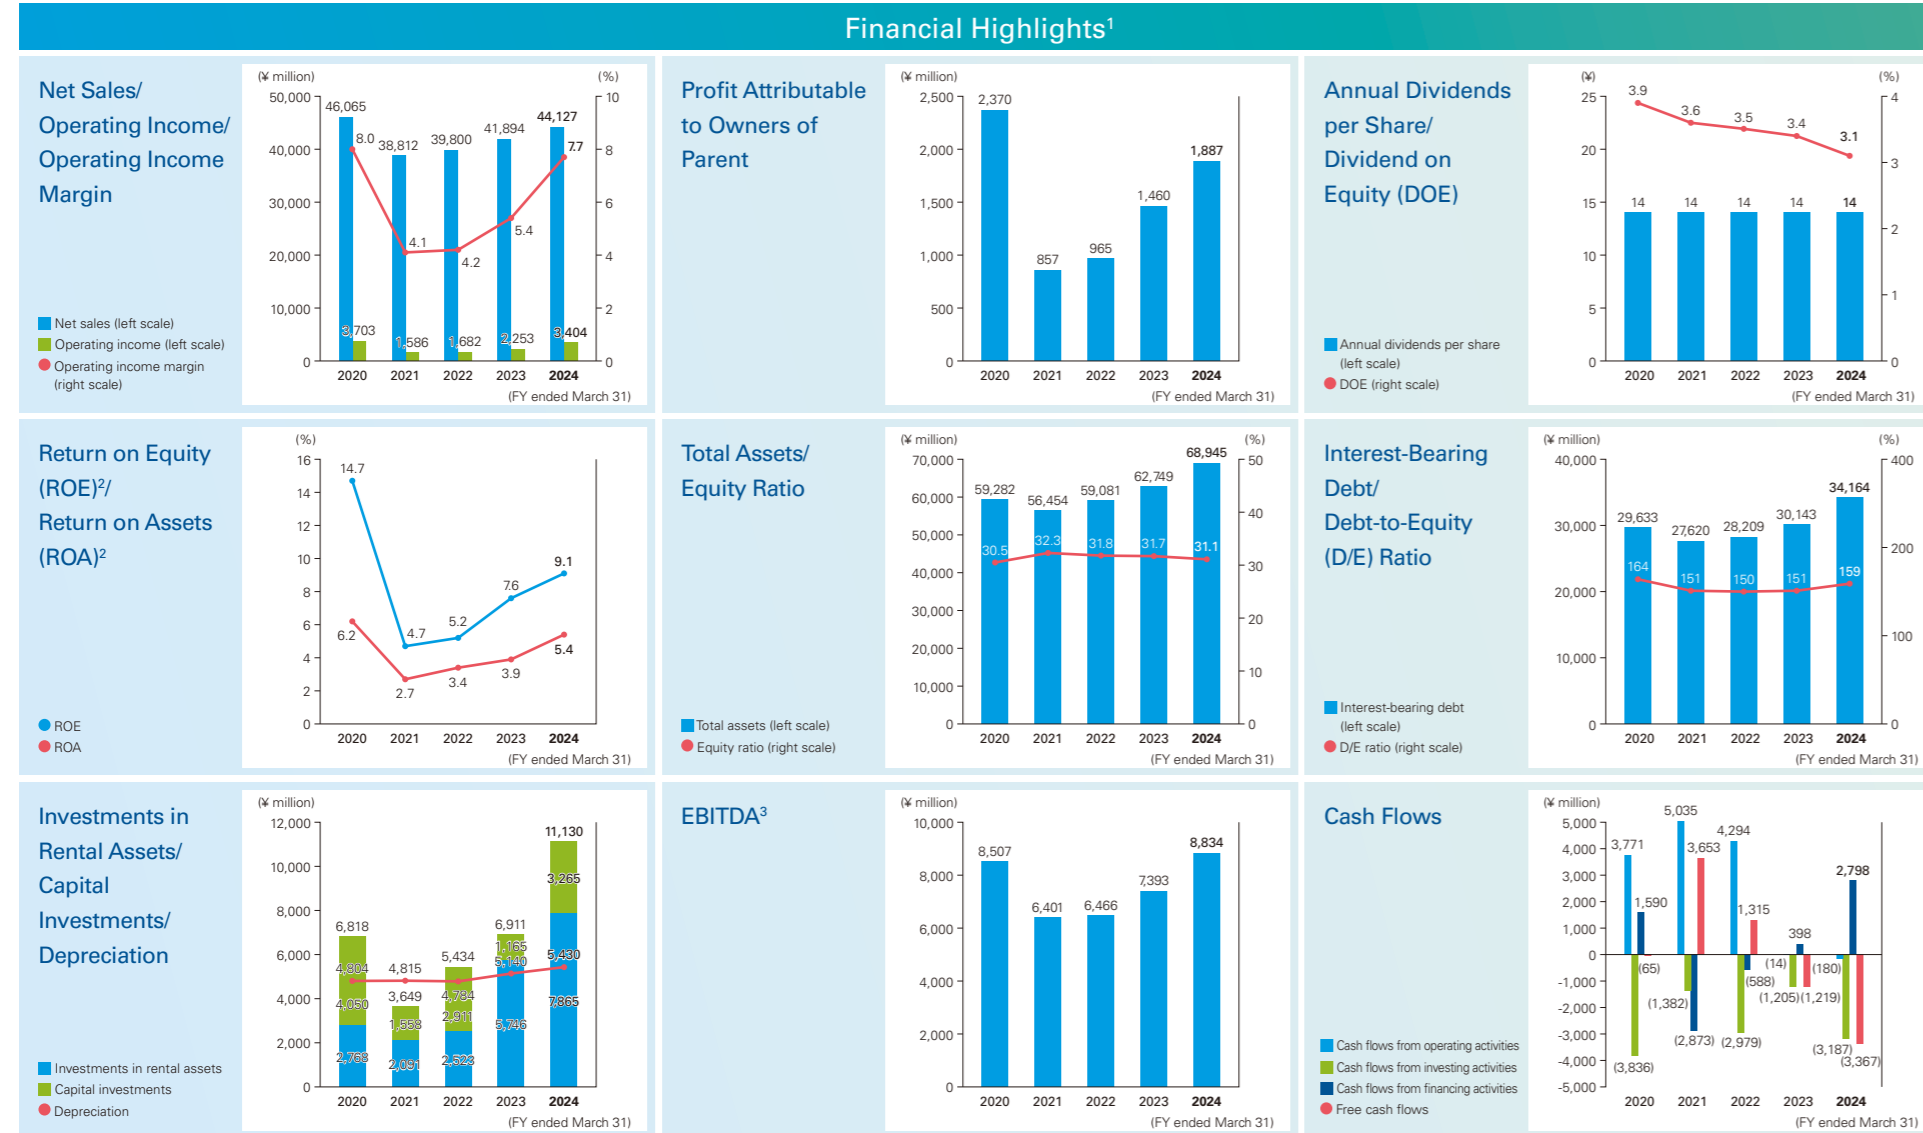 Financial Highlights¹
Net Sales/
Operating Income/
Operating Income
Margin
Net sales (left scale)
Operating income (left scale)
Operating income margin
(right scale)
(¥ million)
(%)
50,000
40,000
30,000
20,000
10,000
0
10
8
6
4
2
0
46,065
38,812
39,800
41,894
44,127
8.0
4.1
4.2
5.4
7.7
3,703
1,586
1,682
2,253
3,404
2020 2021 2022 2023 2024
(FY ended March 31)
Profit Attributable
to Owners of
Parent
(¥ million)
2,500
2,000
1,500
1,000
500
0
2,370
857
965
1,460
1,887
2020 2021 2022 2023 2024
(FY ended March 31)
Annual Dividends
per Share/
Dividend on
Equity (DOE)
Annual dividends per share
(left scale)
DOE (right scale)
(¥)
(%)
25
20
15
10
5
0
4
3
2
1
0
3.9
3.6
3.5
3.4
3.1
14 14 14 14 14
2020 2021 2022 2023 2024
(FY ended March 31)
Return on Equity
(ROE)²/
Return on Assets
(ROA)²
ROE
ROA
(%)
16
14
12
10
8
6
4
2
0
14.7
4.7
5.2
7.6
9.1
6.2
2.7
3.4
3.9
5.4
2020 2021 2022 2023 2024
(FY ended March 31)
Total Assets/
Equity Ratio
Total assets (left scale)
Equity ratio (right scale)
(¥ million)
(%)
70,000
60,000
50,000
40,000
30,000
20,000
10,000
0
50
40
30
20
10
0
59,282
56,454
59,081
62,749
68,945
30.5
32.3
31.8
31.7
31.1
2020 2021 2022 2023 2024
(FY ended March 31)
Interest-Bearing
Debt/
Debt-to-Equity
(D/E) Ratio
Interest-bearing debt
(left scale)
D/E ratio (right scale)
(¥ million)
(%)
40,000
30,000
20,000
10,000
0
400
200
100
0
29,633
27,620
28,209
30,143
34,164
164
151
150
151
159
2020 2021 2022 2023 2024
(FY ended March 31)
Investments in
Rental Assets/
Capital
Investments/
Depreciation
Investments in rental assets
Capital investments
Depreciation
(¥ million)
12,000
10,000
8,000
6,000
4,000
2,000
0
6,818
3,649
5,434
6,911
11,130
4,804
4,815
4,784
5,140
5,430
4,050
1,558
2,911
1,165
3,265
2,768
2,091
2,523
5,746
7,865
2020 2021 2022 2023 2024
(FY ended March 31)
EBITDA³
(¥ million)
10,000
8,000
6,000
4,000
2,000
0
8,507
6,401
6,466
7,393
8,834
2020 2021 2022 2023 2024
(FY ended March 31)
Cash Flows
Cash flows from operating activities
Cash flows from investing activities
Cash flows from financing activities
Free cash flows
(¥ million)
5,000
4,000
3,000
2,000
1,000
0
-1,000
-2,000
-3,000
-4,000
-5,000
3,771
(3,836)
1,590
(65)
5,035
(1,382)
(2,873)
3,653
4,294
(2,979)
(588)
1,315
(14)
(1,205)
398
(1,219)
(180)
(3,187)
2,798
(3,367)
2020 2021 2022 2023 2024
(FY ended March 31)